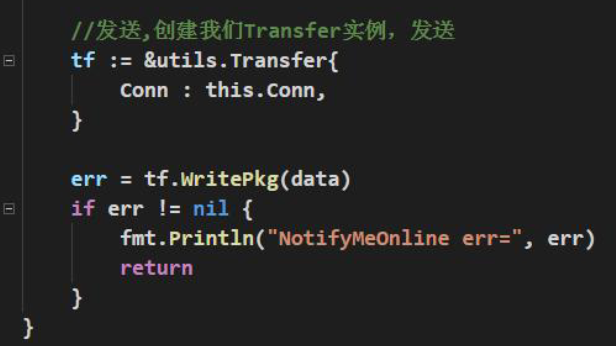 //发送,创建我们Transfer实例，发送
tf := &utils.Transfer{
Conn : this.Conn,
}
err = tf.WritePkg(data)
if err != nil {
fmt.Println("NotifyMeOnline err=", err)
return
}
}